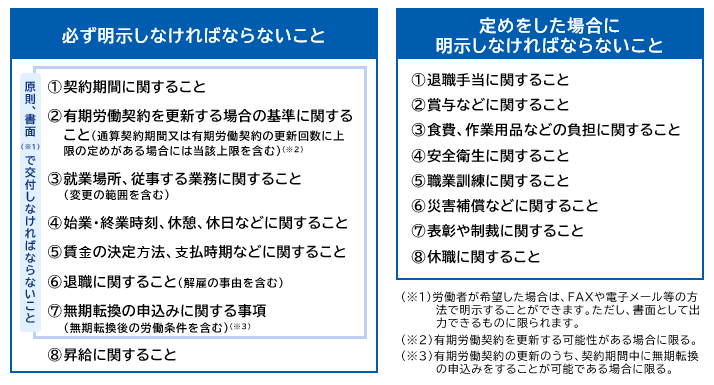 必ず明示しなければならないこと
原則、書面(※1)で交付しなければならないこと
①契約期間に関すること
②有期労働契約を更新する場合の基準に関する
こと(通算契約期間又は有期労働契約の更新回数に上
限の定めがある場合には当該上限を含む)(※2)
③就業場所、従事する業務に関すること
(変更の範囲を含む)
④始業・終業時刻、休憩、休日などに関すること
⑤賃金の決定方法、支払時期などに関すること
⑥退職に関すること(解雇の事由を含む)
⑦無期転換の申込みに関する事項
(無期転換後の労働条件を含む)(※3)
⑧昇給に関すること
定めをした場合に
明示しなければならないこと
①退職手当に関すること
②賞与などに関すること
③食費、作業用品などの負担に関すること
④安全衛生に関すること
⑤職業訓練に関すること
⑥災害補償などに関すること
⑦表彰や制裁に関すること
⑧休職に関すること
(※1)労働者が希望した場合は、FAXや電子メール等の方
法で明示することができます。ただし、書面として出
力できるものに限られます。
(※2)有期労働契約を更新する可能性がある場合に限る。
(※3)有期労働契約の更新のうち、契約期間中に無期転換
の申込みをすることが可能である場合に限る。